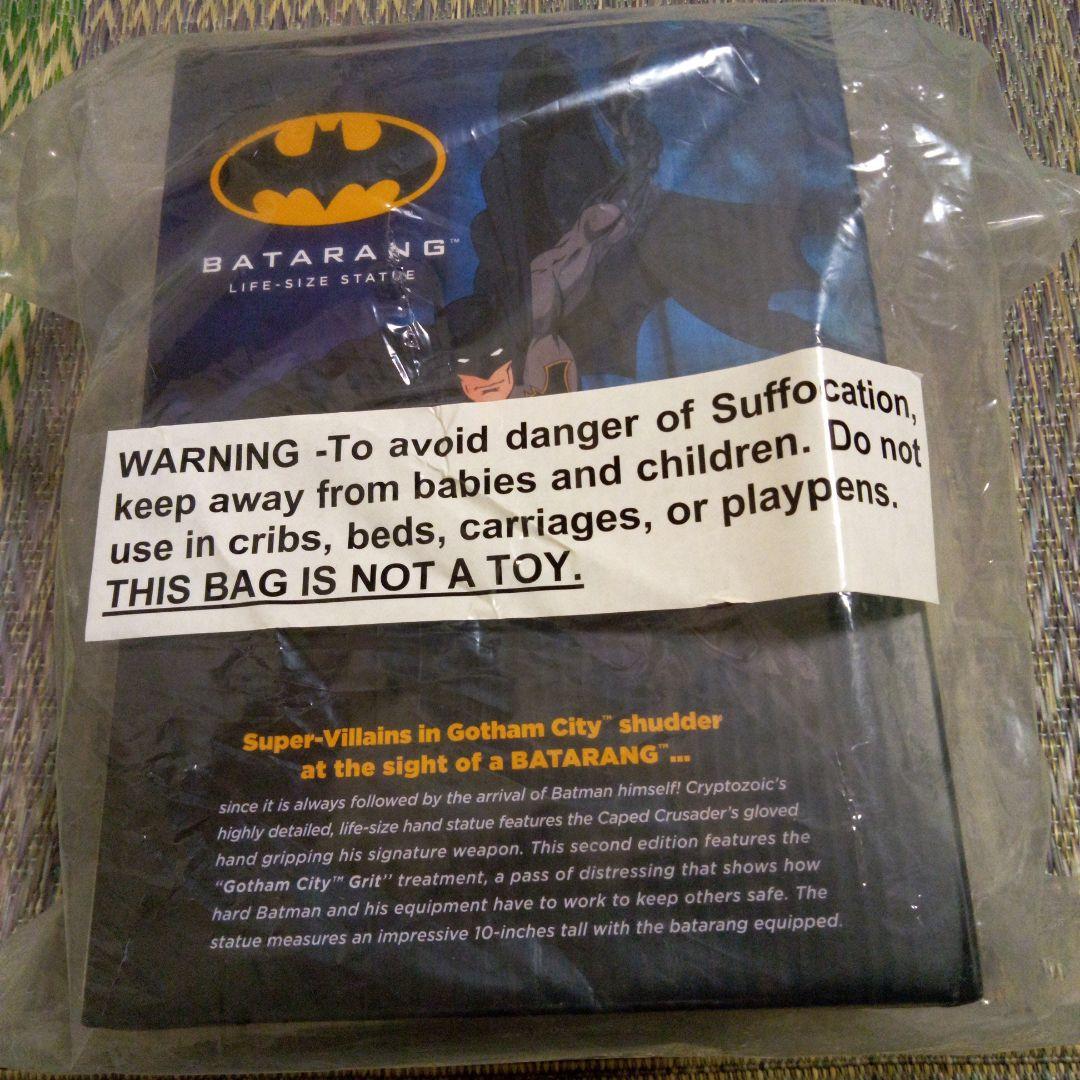 BATARANG™
LIFE-SIZE STATUE
WARNING -To avoid danger of Suffocation,
keep away from babies and children. Do not
use in cribs, beds, carriages, or playpens.
THIS BAG IS NOT A TOY.
Super-Villains in Gotham City™ shudder
at the sight of a BATARANG™...
since it is always followed by the arrival of Batman himself! Cryptozoic's
highly detailed, life-size hand statue features the Caped Crusader's gloved
hand gripping his signature weapon. This second edition features the
"Gotham City™ Grit" treatment, a pass of distressing that shows how
hard Batman and his equipment have to work to keep others safe. The
statue measures an impressive 10-inches tall with the batarang equipped.